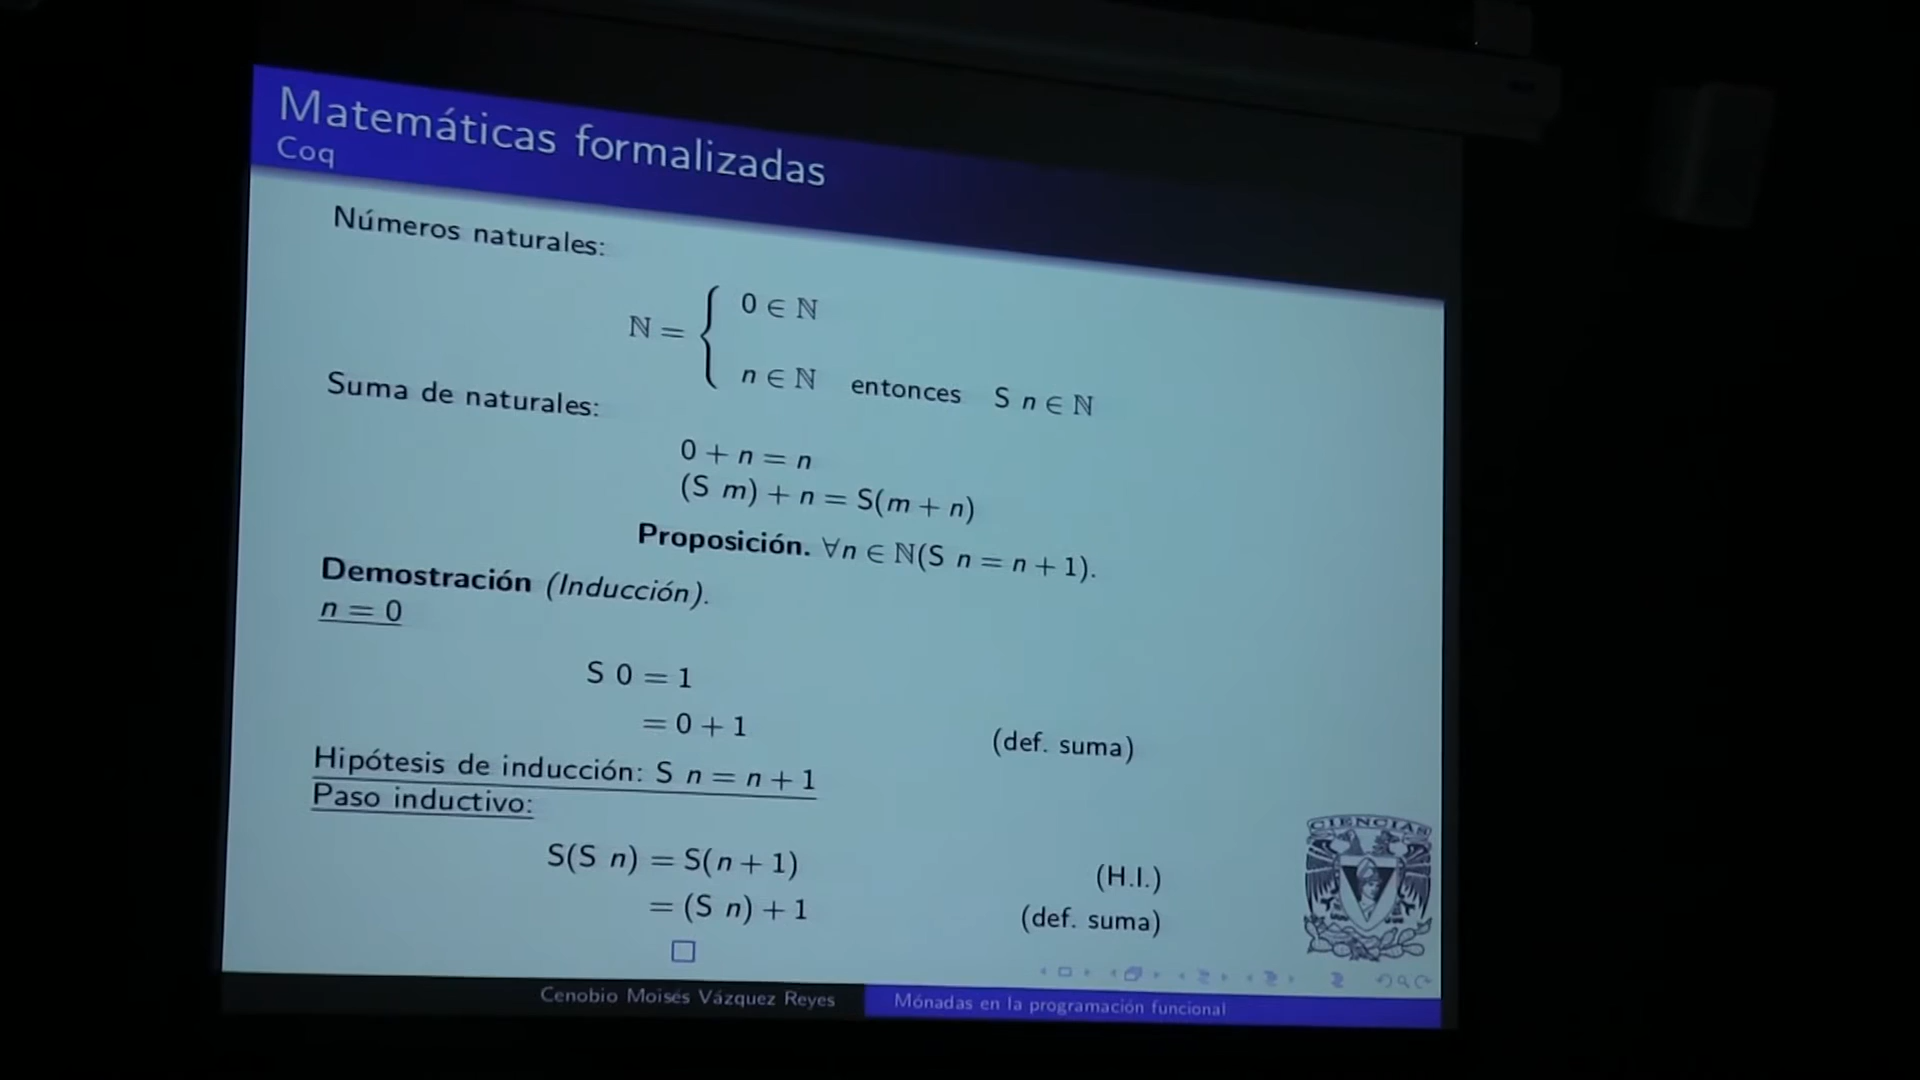 Matemáticas formalizadas
Coq
Números naturales:
0 ∈ ℕ
ℕ = {
n ∈ ℕ entonces S n ∈ ℕ
Suma de naturales:
0 + n = n
(S m) + n = S(m + n)
Proposición. ∀n ∈ ℕ(S n = n + 1).
Demostración (Inducción).
n = 0
S 0 = 1
= 0 + 1 (def. suma)
Hipótesis de inducción: S n = n + 1
Paso inductivo:
S(S n) = S(n + 1) (H.I.)
= (S n) + 1 (def. suma)
□
CIENCIAS
Cenobio Moisés Vázquez Reyes Mónadas en la programación funcional